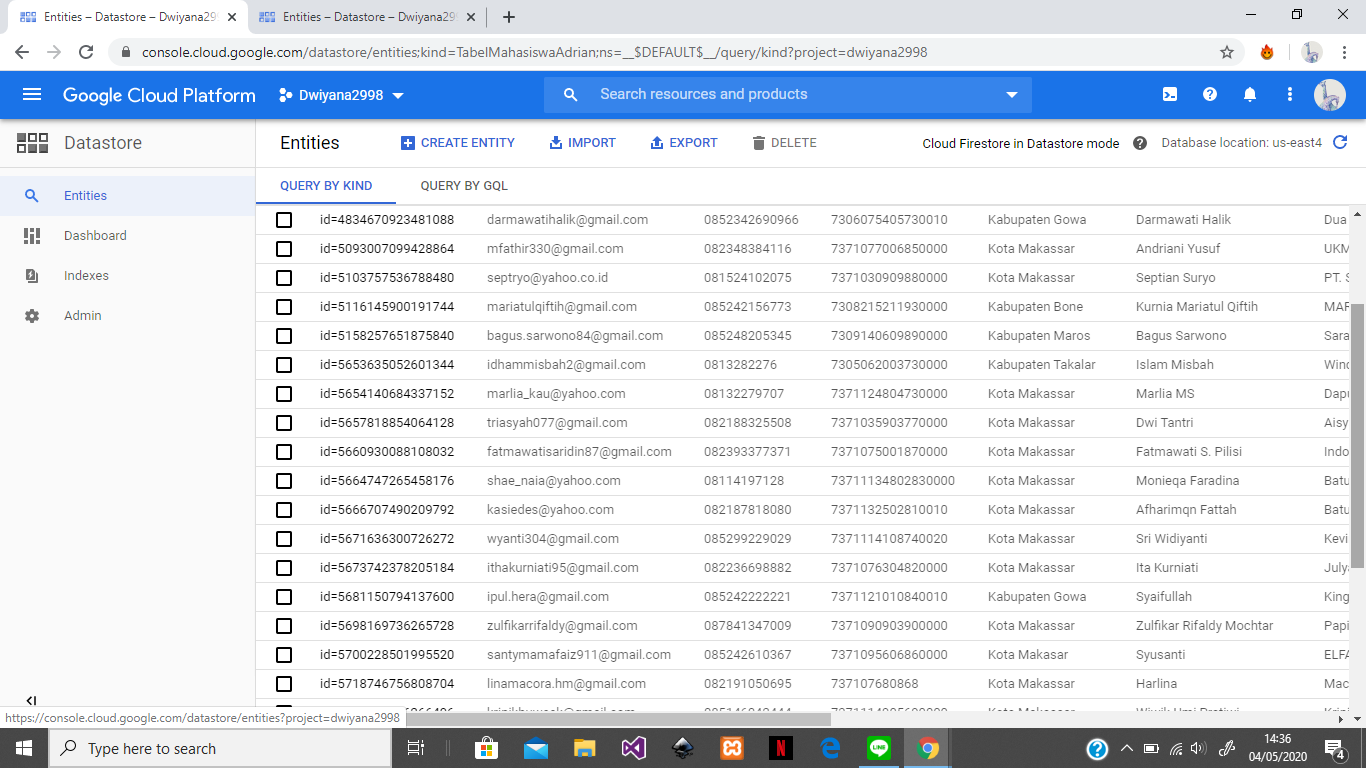 Entities – Datastore – Dwiyana299
Entities – Datastore – Dwiyana299
console.cloud.google.com/datastore/entities;kind=TabelMahasiswaAdrian;ns=__$DEFAULT$__/query/kind?project=dwiyana2998
Google Cloud Platform Dwiyana2998 Search resources and products
Datastore
Entities CREATE ENTITY IMPORT EXPORT DELETE Cloud Firestore in Datastore mode Database location: us-east4
QUERY BY KIND QUERY BY GQL
Entities
Dashboard
Indexes
Admin
id=4834670923481088 darmawatihalik@gmail.com 0852342690966 7306075405730010 Kabupaten Gowa Darmawati Halik Dua
id=5093007099428864 mfathir330@gmail.com 082348384116 7371077006850000 Kota Makassar Andriani Yusuf UKM
id=5103757536788480 septryo@yahoo.co.id 081524102075 7371030909880000 Kota Makassar Septian Suryo PT. S
id=5116145900191744 mariatulqiftih@gmail.com 085242156773 7308215211930000 Kabupaten Bone Kurnia Mariatul Qiftih MAR
id=5158257651875840 bagus.sarwono84@gmail.com 085248205345 7309140609890000 Kabupaten Maros Bagus Sarwono Sara
id=5653635052601344 idhammisbah2@gmail.com 0813282276 7305062003730000 Kabupaten Takalar Islam Misbah Wind
id=5654140684337152 marlia_kau@yahoo.com 08132279707 7371124804730000 Kota Makassar Marlia MS Dapu
id=5657818854064128 triasyah077@gmail.com 082188325508 7371035903770000 Kota Makassar Dwi Tantri Aisy
id=5660930088108032 fatmawatisaridin87@gmail.com 082393377371 7371075001870000 Kota Makassar Fatmawati S. Pilisi Indo
id=5664747265458176 shae_naia@yahoo.com 08114197128 73711134802830000 Kota Makassar Monieqa Faradina Batu
id=5666707490209792 kasiedes@yahoo.com 082187818080 7371132502810010 Kota Makassar Afharimqn Fattah Batu
id=5671636300726272 wyanti304@gmail.com 085299229029 7371114108740020 Kota Makassar Sri Widiyanti Kevi
id=5673742378205184 ithakurniati95@gmail.com 082236698882 7371076304820000 Kota Makassar Ita Kurniati July
id=5681150794137600 ipul.hera@gmail.com 085242222221 7371121010840010 Kabupaten Gowa Syaifullah King
id=5698169736265728 zulfikarrifaldy@gmail.com 087841347009 7371090903900000 Kota Makassar Zulfikar Rifaldy Mochtar Papi
id=5700228501995520 santymamafaiz911@gmail.com 085242610367 7371095606860000 Kota Makasar Syusanti ELFA
id=5718746756808704 linamacora.hm@gmail.com 082191050695 737107680868 Kota Makassar Harlina Mac
https://console.cloud.google.com/datastore/entities?project=dwiyana2998
Type here to search
14:36
04/05/2020
4